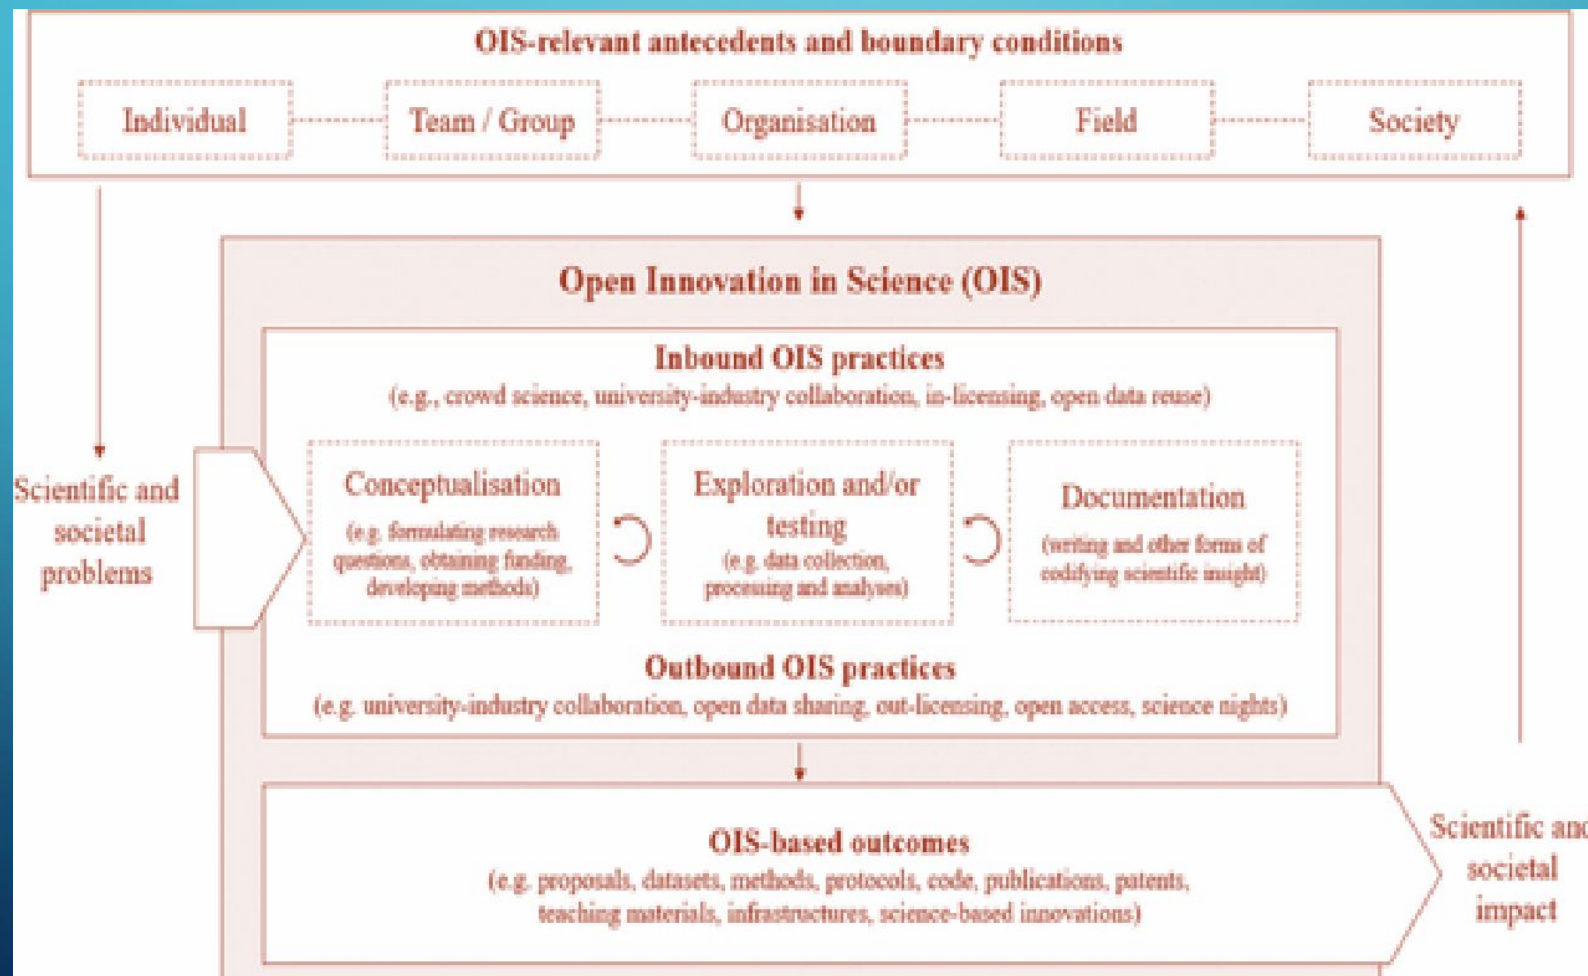 OIS-relevant antecedents and boundary conditions
Individual
Team / Group
Organisation
Field
Society
Open Innovation in Science (OIS)
Inbound OIS practices
(e.g., crowd science, university-industry collaboration, in-licensing, open data reuse)
Scientific and
societal
problems
Conceptualisation
(e.g. formulating research
questions, obtaining funding,
developing methods)
Exploration and/or
testing
(e.g. data collection,
processing and analyses)
Documentation
(writing and other forms of
codifying scientific insight)
Outbound OIS practices
(e.g. university-industry collaboration, open data sharing, out-licensing, open access, science nights)
OIS-based outcomes
(e.g. proposals, datasets, methods, protocols, code, publications, patents,
teaching materials, infrastructures, science-based innovations)
Scientific and
societal
impact